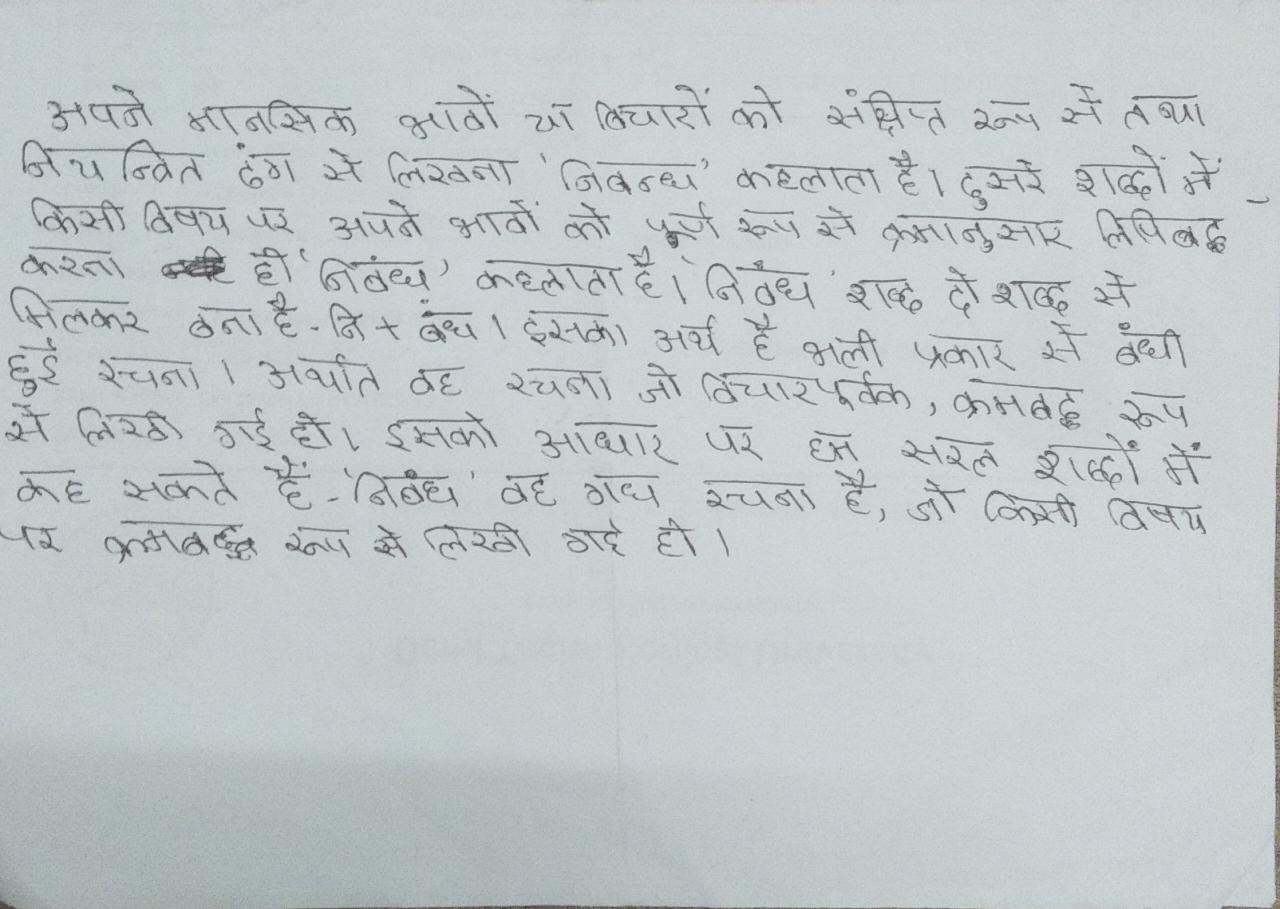 अपने मानसिक भावों या विचारों को संक्षिप्त रूप से तथा
नियन्त्रित ढंग से लिखना 'निबन्ध' कहलाता है। दुसरे शब्दों में
किसी विषय पर अपने भावों को पूर्ण रूप से क्रमानुसार लिपिबद्ध
करना ही 'निबंध' कहलाता है। 'निबंध' शब्द दो शब्द से
मिलकर बना है - नि + बंध। इसका अर्थ है भली प्रकार से बंधी
हुई रचना। अर्थात वह रचना जो विचारपूर्वक, क्रमबद्ध रूप
से लिखी गई हो। इसको आधार पर हम सरल शब्दों में
कह सकते हैं - 'निबंध' वह गद्य रचना है, जो किसी विषय
पर क्रमबद्ध रूप से लिखी गई हो।